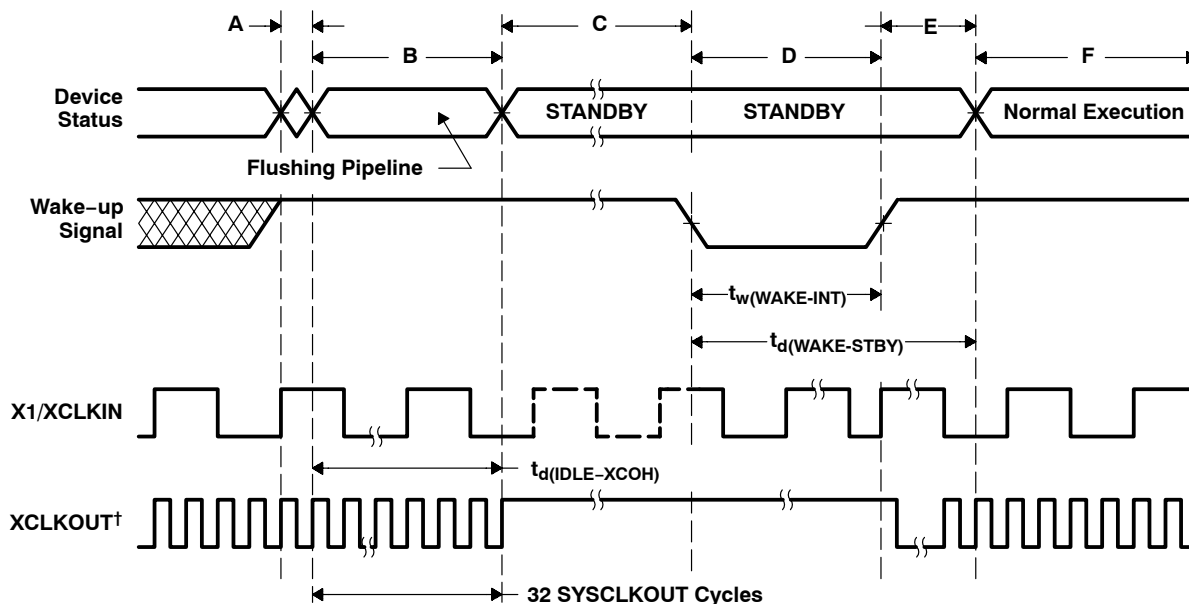 A
B
C
D
E
F
Device
Status
STANDBY
STANDBY
Normal Execution
Flushing Pipeline
Wake−up
Signal
tw(WAKE-INT)
td(WAKE-STBY)
X1/XCLKIN
td(IDLE−XCOH)
XCLKOUT†
32 SYSCLKOUT Cycles